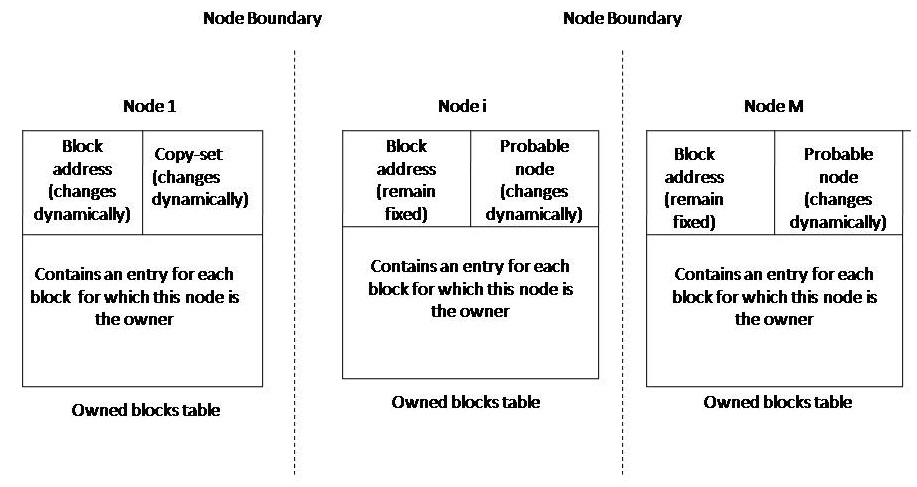 Node Boundary
Node Boundary
Node 1
Node i
Node M
Block
address
(changes
dynamically)
Copy-set
(changes
dynamically)
Contains an entry for each
block for which this node is
the owner
Owned blocks table
Block
address
(remain
fixed)
Probable
node
(changes
dynamically)
Contains an entry for each
block for which this node is
the owner
Owned blocks table
Block
address
(remain
fixed)
Probable
node
(changes
dynamically)
Contains an entry for each
block for which this node is
the owner
Owned blocks table